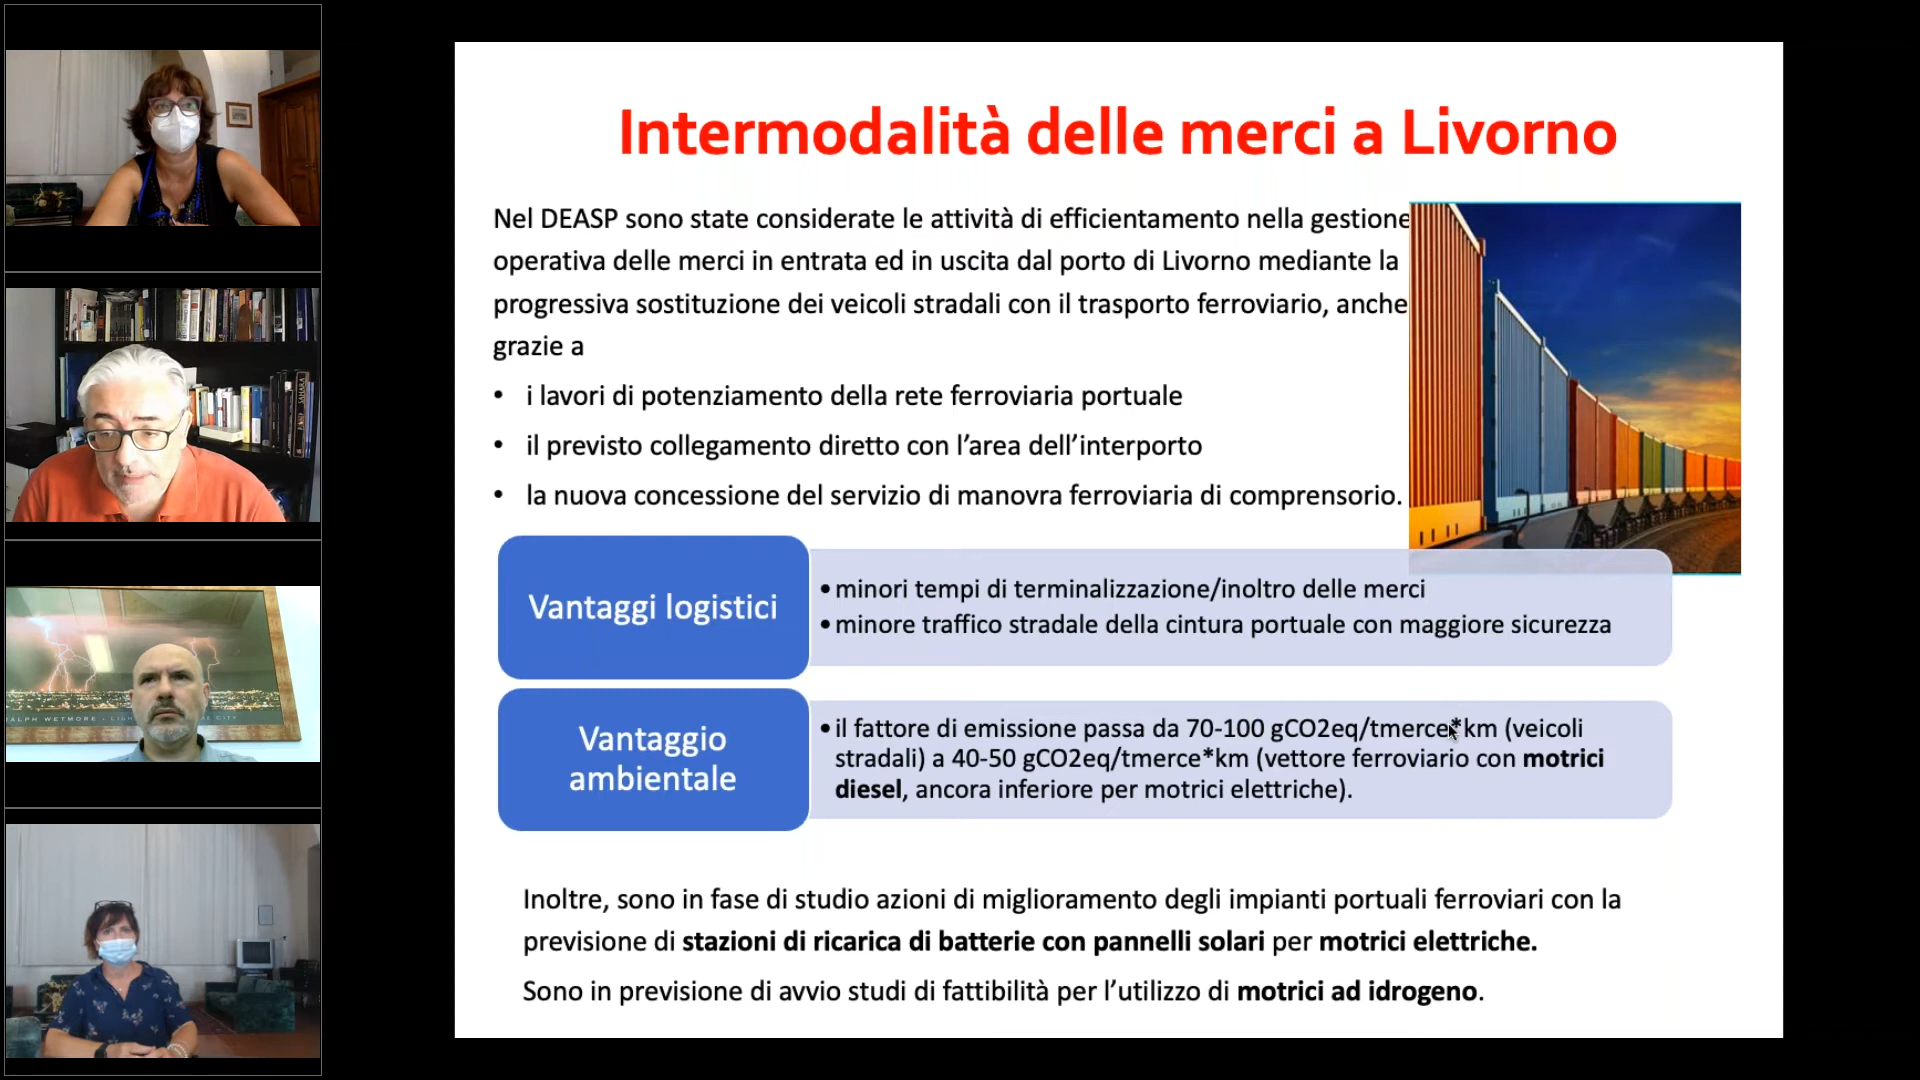 Intermodalità delle merci a Livorno
Nel DEASP sono state considerate le attività di efficientamento nella gestione
operativa delle merci in entrata ed in uscita dal porto di Livorno mediante la
progressiva sostituzione dei veicoli stradali con il trasporto ferroviario, anche
grazie a
• i lavori di potenziamento della rete ferroviaria portuale
• il previsto collegamento diretto con l’area dell’interporto
• la nuova concessione del servizio di manovra ferroviaria di comprensorio.
Vantaggi logistici
• minori tempi di terminalizzazione/inoltro delle merci
• minore traffico stradale della cintura portuale con maggiore sicurezza
Vantaggio
ambientale
• il fattore di emissione passa da 70-100 gCO2eq/tmerce*km (veicoli
stradali) a 40-50 gCO2eq/tmerce*km (vettore ferroviario con motrici
diesel, ancora inferiore per motrici elettriche).
Inoltre, sono in fase di studio azioni di miglioramento degli impianti portuali ferroviari con la
previsione di stazioni di ricarica di batterie con pannelli solari per motrici elettriche.
Sono in previsione di avvio studi di fattibilità per l’utilizzo di motrici ad idrogeno.
SAHARA
ALPH WETMORE
CITY